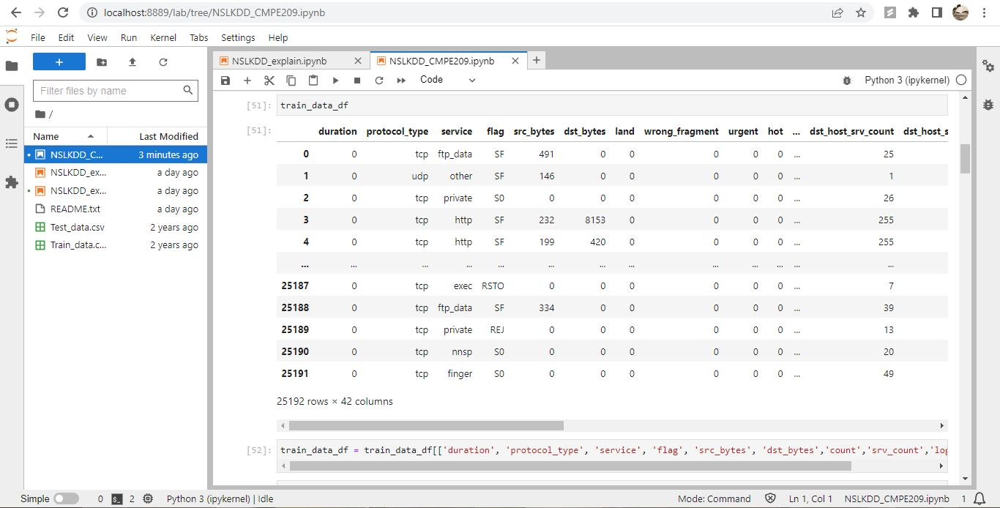 localhost:8889/lab/tree/NSLKDD_CMPE209.ipynb
File Edit View Run Kernel Tabs Settings Help
NSLKDD_explain.ipynb NSLKDD_CMPE209.ipynb
Code Python 3 (ipykernel)
Filter files by name
/
Name Last Modified
NSLKDD_C... 3 minutes ago
NSLKDD_ex... a day ago
NSLKDD_ex... a day ago
README.txt a day ago
Test_data.csv 2 years ago
Train_data.c... 2 years ago
[51]: train_data_df
[51]: duration protocol_type service flag src_bytes dst_bytes land wrong_fragment urgent hot ... dst_host_srv_count dst_host_s
0 0 tcp ftp_data SF 491 0 0 0 0 0 ... 25
1 0 udp other SF 146 0 0 0 0 0 ... 1
2 0 tcp private S0 0 0 0 0 0 0 ... 26
3 0 tcp http SF 232 8153 0 0 0 0 ... 255
4 0 tcp http SF 199 420 0 0 0 0 ... 255
... ... ... ... ... ... ... ... ... ... ... ... ...
25187 0 tcp exec RSTO 0 0 0 0 0 0 ... 7
25188 0 tcp ftp_data SF 334 0 0 0 0 0 ... 39
25189 0 tcp private REJ 0 0 0 0 0 0 ... 13
25190 0 tcp nnsp S0 0 0 0 0 0 0 ... 20
25191 0 tcp finger S0 0 0 0 0 0 0 ... 49
25192 rows × 42 columns
[52]: train_data_df = train_data_df[['duration', 'protocol_type', 'service', 'flag', 'src_bytes', 'dst_bytes','count','srv_count','log
Simple 0 2 Python 3 (ipykernel) | Idle Mode: Command Ln 1, Col 1 NSLKDD_CMPE209.ipynb 1